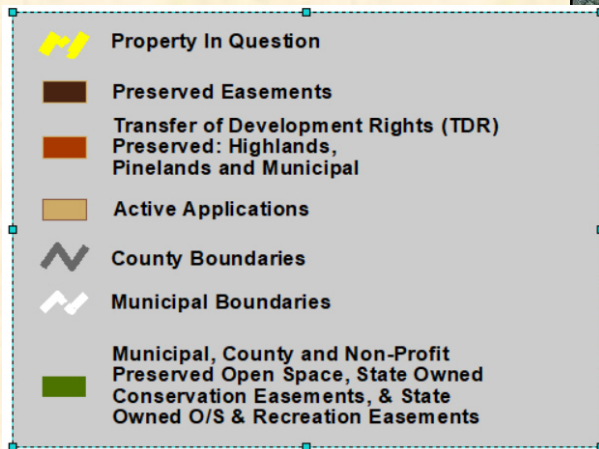 Property In Question
Preserved Easements
Transfer of Development Rights (TDR)
Preserved: Highlands,
Pinelands and Municipal
Active Applications
County Boundaries
Municipal Boundaries
Municipal, County and Non-Profit
Preserved Open Space, State Owned
Conservation Easements, & State
Owned O/S & Recreation Easements